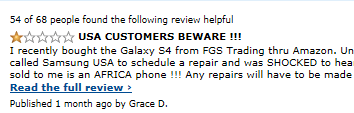 54 of 68 people found the following review helpful
USA CUSTOMERS BEWARE !!!
I recently bought the Galaxy S4 from FGS Trading thru Amazon. Un
called Samsung USA to schedule a repair and was SHOCKED to hea
sold to me is an AFRICA phone !!! Any repairs will have to be made
Read the full review ›
Published 1 month ago by Grace D.